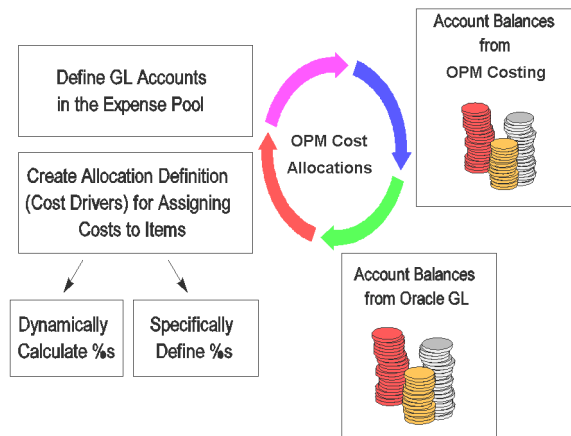 Define GL Accounts
in the Expense Pool
Create Allocation Definition
(Cost Drivers) for Assigning
Costs to Items
Dynamically
Calculate %s
Specifically
Define %s
OPM Cost
Allocations
Account Balances
from
OPM Costing
Account Balances
from Oracle GL